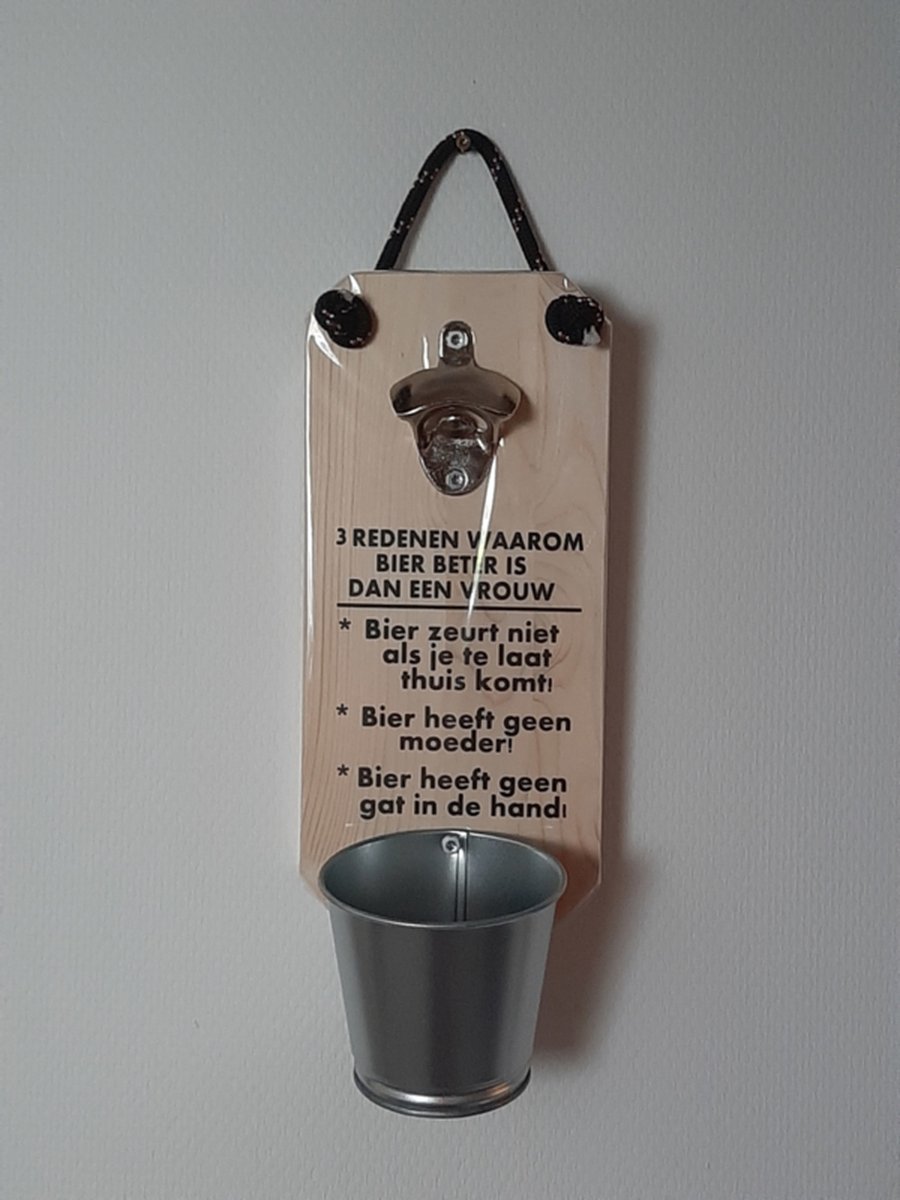 3 REDENEN WAAROM
BIER BETER IS
DAN EEN VROUW
* Bier zeurt niet
als je te laat
thuis komt!
* Bier heeft geen
moeder!
* Bier heeft geen
gat in de hand!